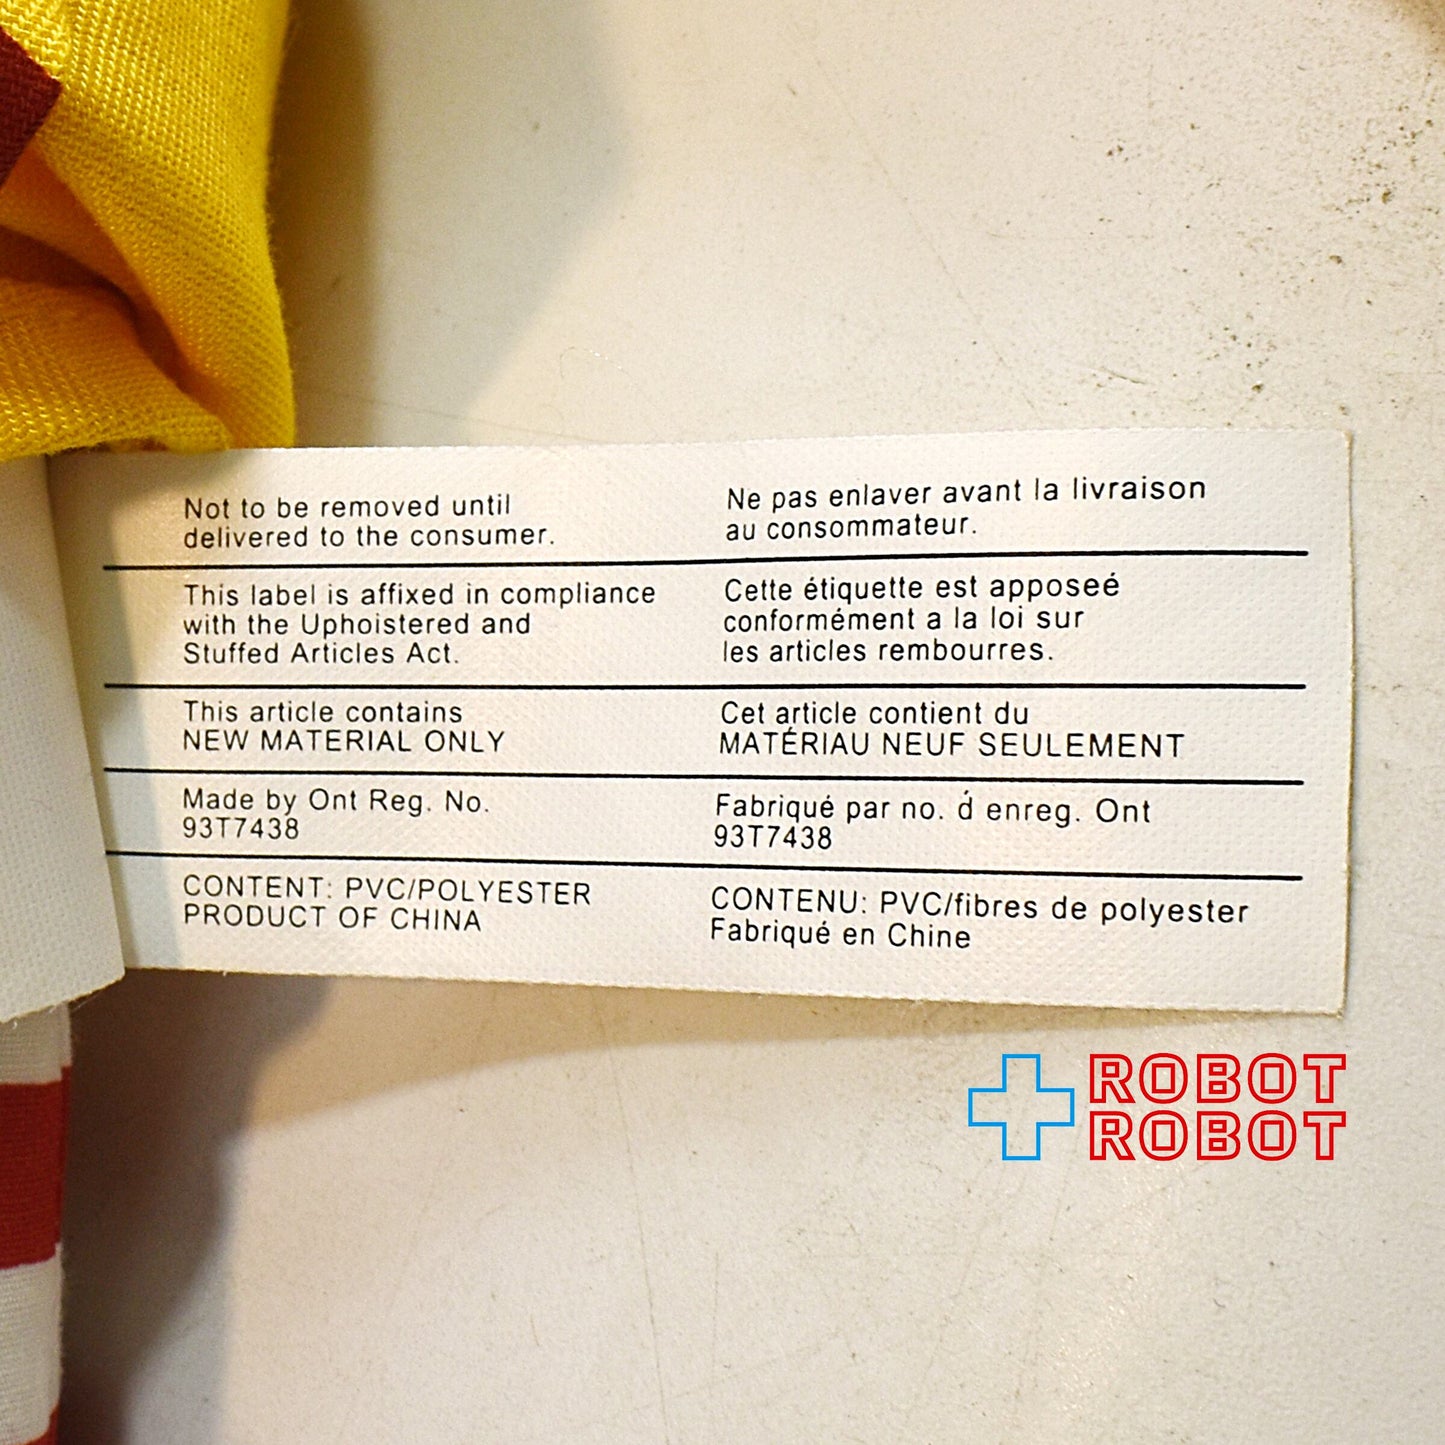 Not to be removed until
delivered to the consumer.
Ne pas enlaver avant la livraison
au consommateur.
This label is affixed in compliance
with the Uphoistered and
Stuffed Articles Act.
Cette étiquette est apposeé
conformément a la loi sur
les articles rembourres.
This article contains
NEW MATERIAL ONLY
Cet article contient du
MATÉRIAU NEUF SEULEMENT
Made by Ont Reg. No.
93T7438
Fabriqué par no. d́ enreg. Ont
93T7438
CONTENT: PVC/POLYESTER
PRODUCT OF CHINA
CONTENU: PVC/fibres de polyester
Fabriqué en Chine
ROBOT
ROBOT